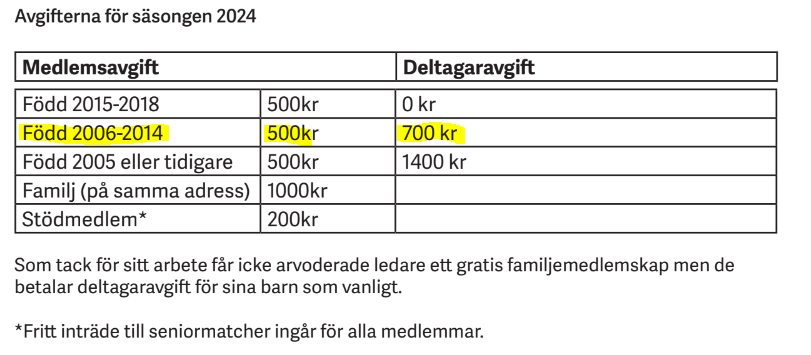 Avgifterna för säsongen 2024
Medlemsavgift Deltagaravgift
Född 2015-2018 500kr 0 kr
Född 2006-2014 500kr 700 kr
Född 2005 eller tidigare 500kr 1400 kr
Familj (på samma adress) 1000kr
Stödmedlem* 200kr
Som tack för sitt arbete får icke arvoderade ledare ett gratis familjemedlemskap men de
betalar deltagaravgift för sina barn som vanligt.
*Fritt inträde till seniormatcher ingår för alla medlemmar.